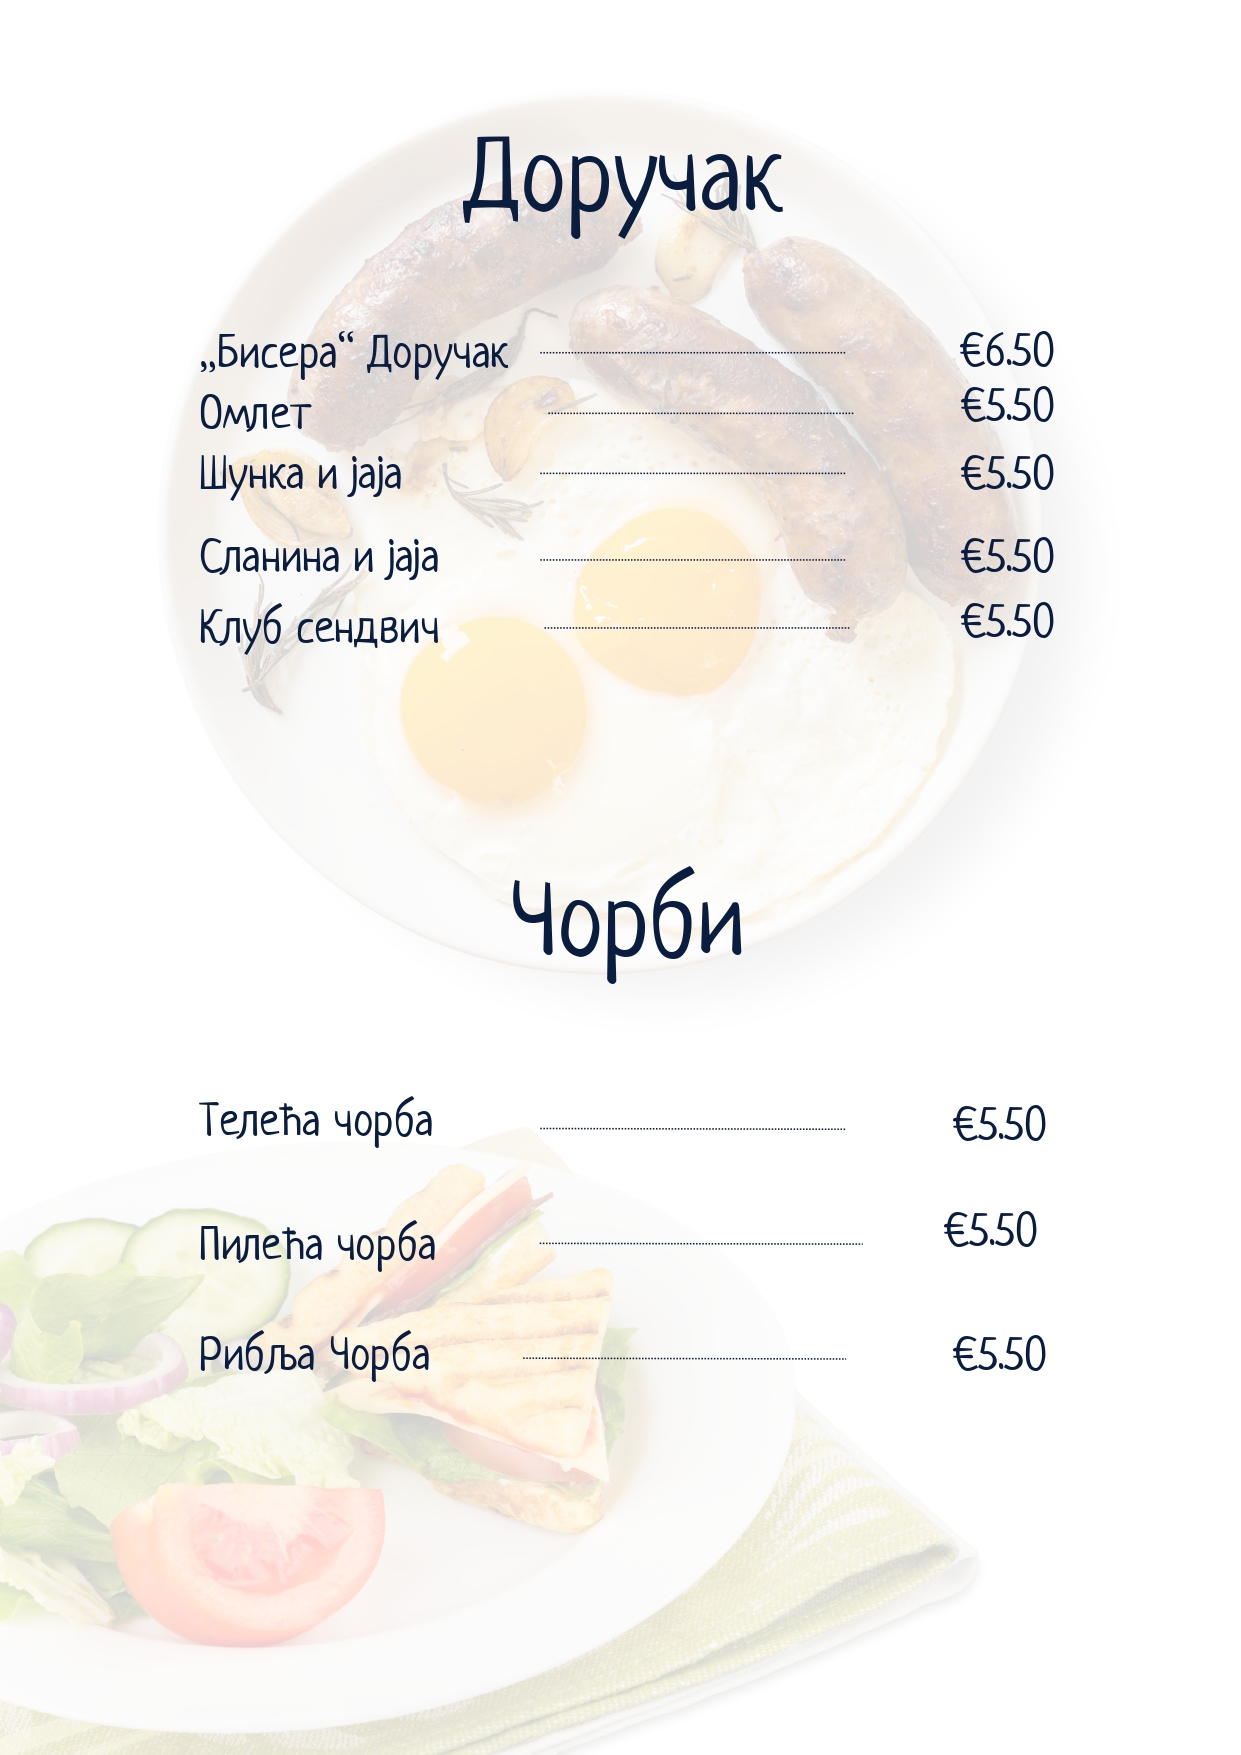 Доручак
„Бисера“ Доручак €6.50
Омлет €5.50
Шунка и јаја €5.50
Сланина и јаја €5.50
Клуб сендвич €5.50
Чорби
Телећа чорба €5.50
Пилећа чорба €5.50
Рибља Чорба €5.50